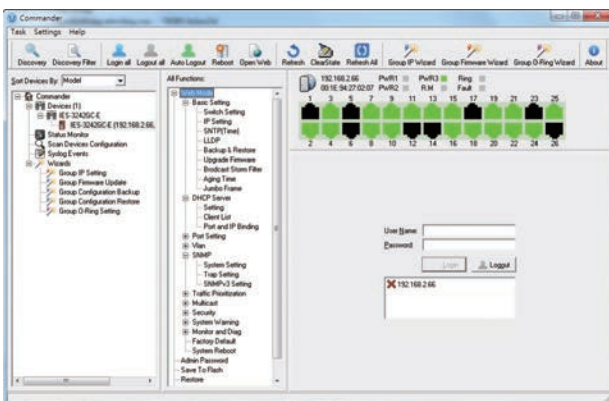 Commander
Task Settings Help
Discovery Discovery Filter Login all Logout all Auto Logout Reboot Open Web Refresh ClearState Refresh All Group IP Wizard Group Firmware Wizard Group O-Ring Wizard About
Sort Devices By: Model
Commander
Devices (1)
IES-3242GC-E
IES-3242GC-E (192.168.2.66,
Status Monitor
Scan Devices Configuration
Syslog Events
Wizards
Group IP Setting
Group Firmware Update
Group Configuration Backup
Group Configuration Restore
Group O-Ring Setting
All Functions:
Web Mode
Basic Setting
Switch Setting
IP Setting
SNTP(Time)
LLDP
Backup & Restore
Upgrade Firmware
Brodcast Storm Filter
Aging Time
Jumbo Frame
DHCP Server
Setting
Client List
Port and IP Binding
Port Setting
Vlan
SNMP
System Setting
Trap Setting
SNMPv3 Setting
Traffic Prioritization
Multicast
Security
System Warning
Monitor and Diag
Factory Default
System Reboot
Admin Password
Save To Flash
Restore
192.168.2.66 PWR1 PWR3 Ring
00:1E:94:27:02:07 PWR2 R.M Fault
1 3 5 7 9 11 13 15 17 19 21 23 25
2 4 6 8 10 12 14 16 18 20 22 24 26
User Name:
Password:
Login Logput
192.168.2.66